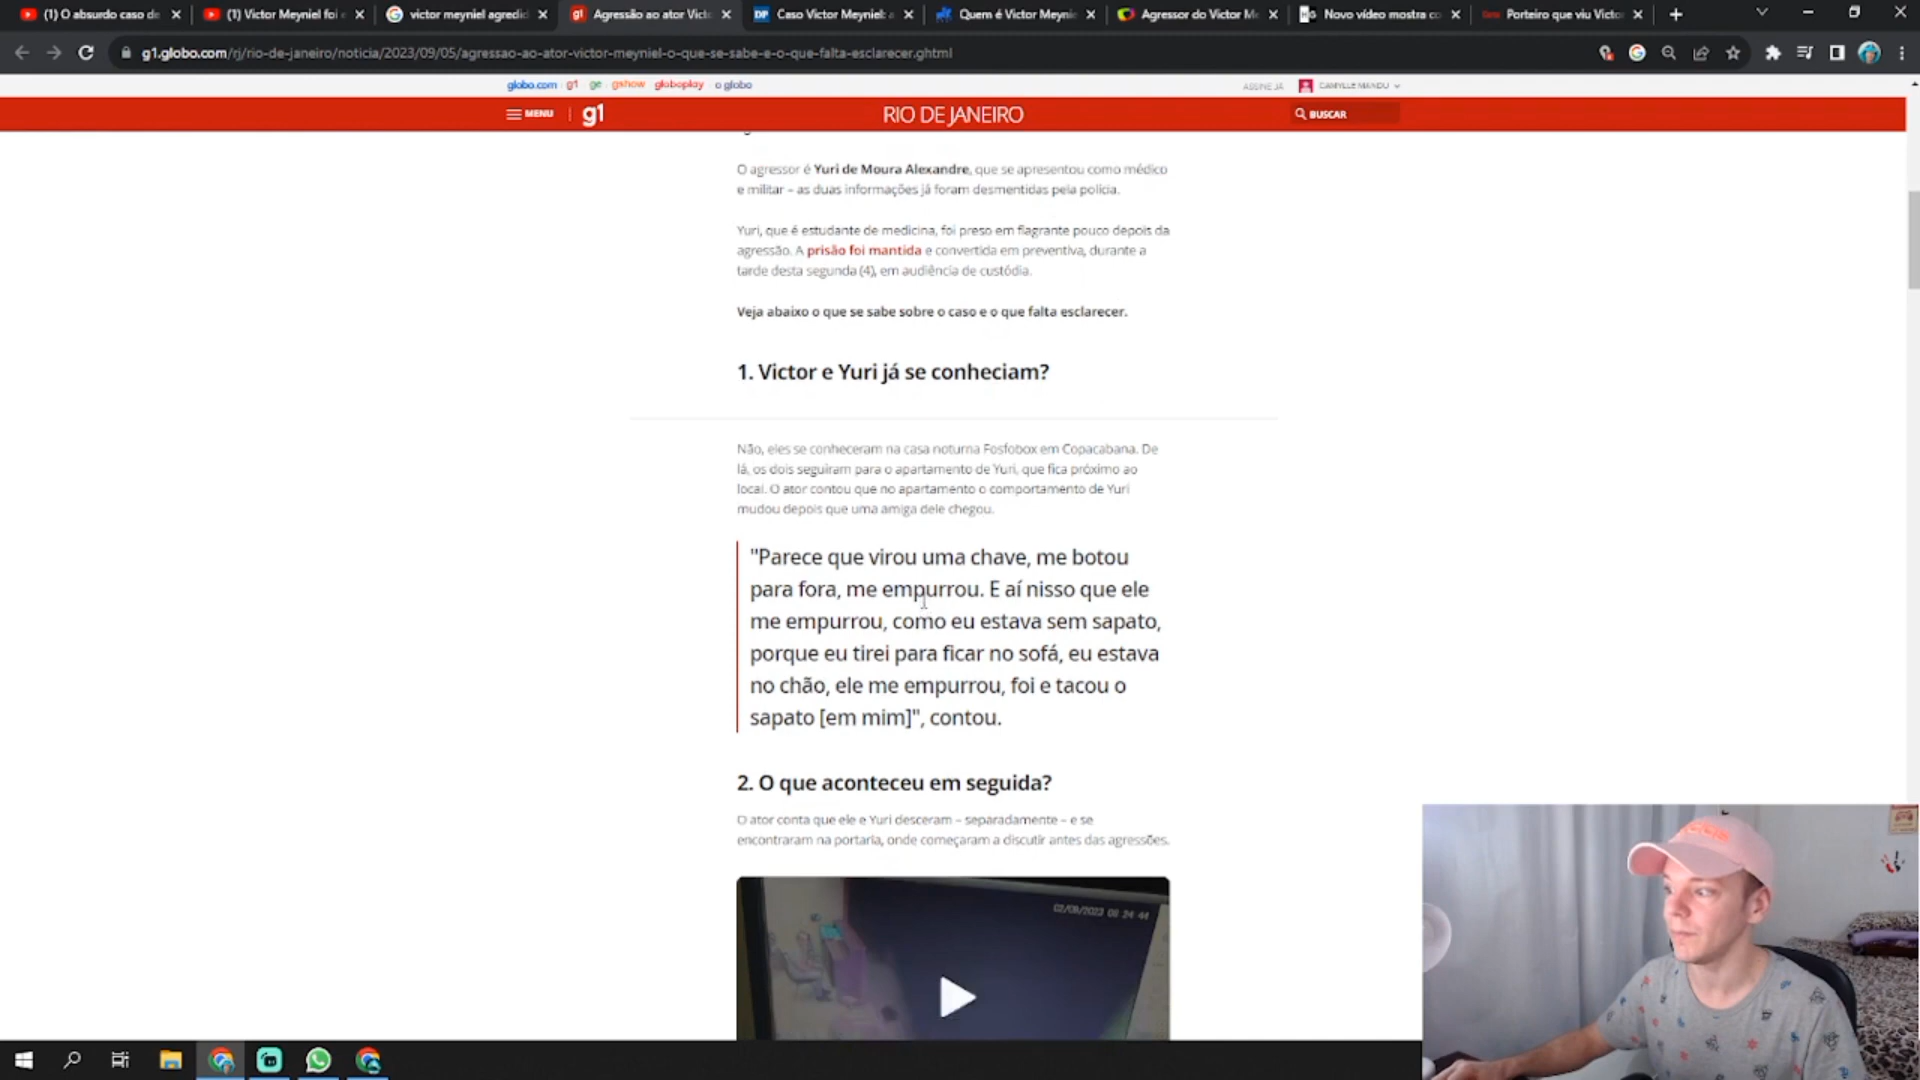 (1) O absurdo caso de
(1) Victor Meyniel foi
victor meyniel agredid
Agressão ao ator Victo
Caso Victor Meyniel: a
Quem é Victor Meynie
Agressor do Victor M
Novo vídeo mostra co
Porteiro que viu Victor
g1.globo.com/rj/rio-de-janeiro/noticia/2023/09/05/agressao-ao-ator-victor-meyniel-o-que-se-sabe-e-o-que-falta-esclarecer.ghtml
globo.com g1 ge gshow globoplay o globo
ASSINE JÁ
CAMYLLE MANDU
MENU
g1
RIO DE JANEIRO
BUSCAR
O agressor é Yuri de Moura Alexandre, que se apresentou como médico
e militar – as duas informações já foram desmentidas pela polícia.
Yuri, que é estudante de medicina, foi preso em flagrante pouco depois da
agressão. A prisão foi mantida e convertida em preventiva, durante a
tarde desta segunda (4), em audiência de custódia.
Veja abaixo o que se sabe sobre o caso e o que falta esclarecer.
1. Victor e Yuri já se conheciam?
Não, eles se conheceram na casa noturna Fosfobox em Copacabana. De
lá, os dois seguiram para o apartamento de Yuri, que fica próximo ao
local. O ator contou que no apartamento o comportamento de Yuri
mudou depois que uma amiga dele chegou.
"Parece que virou uma chave, me botou
para fora, me empurrou. E aí nisso que ele
me empurrou, como eu estava sem sapato,
porque eu tirei para ficar no sofá, eu estava
no chão, ele me empurrou, foi e tacou o
sapato [em mim]", contou.
2. O que aconteceu em seguida?
O ator conta que ele e Yuri desceram – separadamente – e se
encontraram na portaria, onde começaram a discutir antes das agressões.